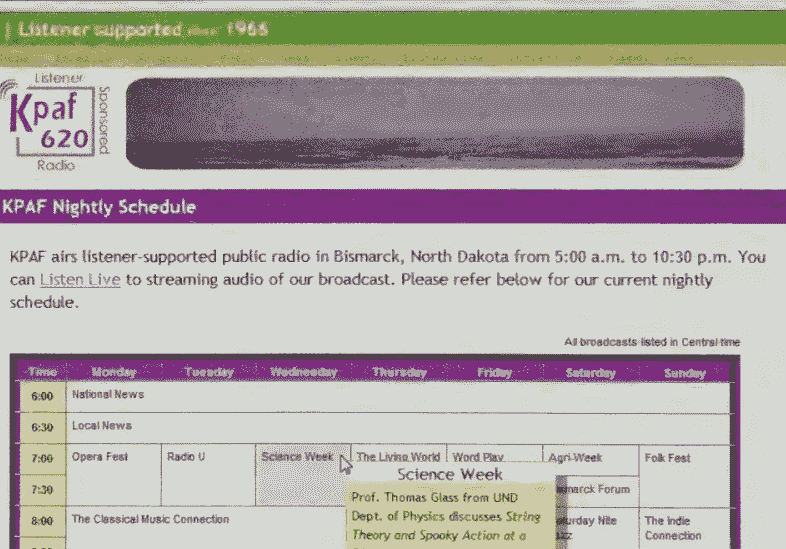 Listener supported since 1966
Listener
Kpaf
620
Sponsored
Radio
KPAF Nightly Schedule
KPAF airs listener-supported public radio in Bismarck, North Dakota from 5:00 a.m. to 10:30 p.m. You
can Listen Live to streaming audio of our broadcast. Please refer below for our current nightly
schedule.
All broadcasts listed in Central time
Time Monday Tuesday Wednesday Thursday Friday Saturday Sunday
6:00 National News
6:30 Local News
7:00 Opera Fest Radio U Science Week The Living World Word Play Agri-Week Folk Fest
Science Week
7:30 Prof. Thomas Glass from UND smarck Forum
8:00 The Classical Music Connection Dept. of Physics discusses String turday Nite The Indie
Theory and Spooky Action at a azz Connection